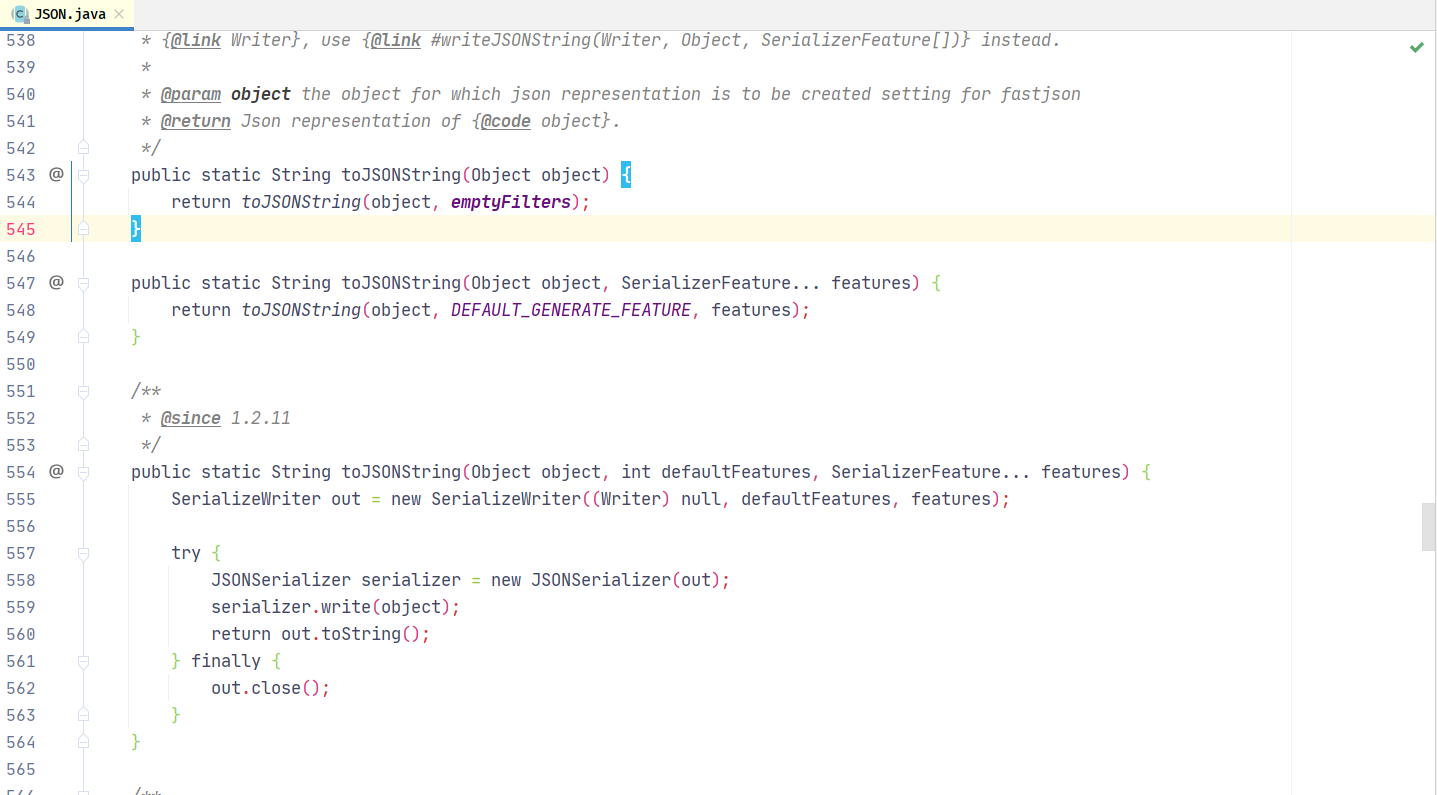 JSON.java
538 * {@link Writer}, use {@link #writeJSONString(Writer, Object, SerializerFeature[])} instead.
539 *
540 * @param object the object for which json representation is to be created setting for fastjson
541 * @return Json representation of {@code object}.
542 */
543 @ public static String toJSONString(Object object) {
544 return toJSONString(object, emptyFilters);
545 }
546
547 @ public static String toJSONString(Object object, SerializerFeature... features) {
548 return toJSONString(object, DEFAULT_GENERATE_FEATURE, features);
549 }
550
551 /**
552 * @since 1.2.11
553 */
554 @ public static String toJSONString(Object object, int defaultFeatures, SerializerFeature... features) {
555 SerializeWriter out = new SerializeWriter((Writer) null, defaultFeatures, features);
556
557 try {
558 JSONSerializer serializer = new JSONSerializer(out);
559 serializer.write(object);
560 return out.toString();
561 } finally {
562 out.close();
563 }
564 }
565
/**